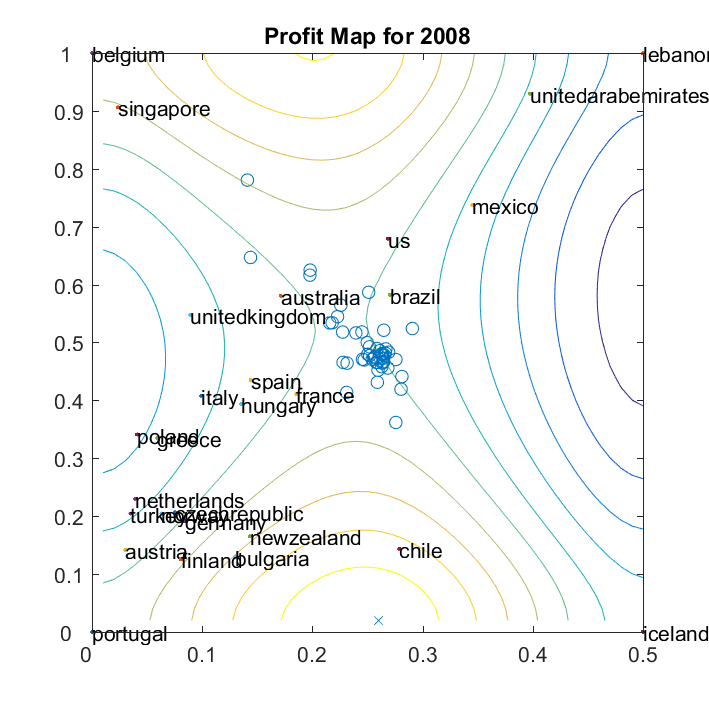 Profit Map for 2008
1
belgium
lebanon
unitedarabemirates
0.9
singapore
0.8
mexico
0.7
us
0.6
australia
brazil
unitedkingdom
0.5
spain
italy
france
hungary
0.4
poland
greece
0.3
netherlands
0.2
turkey
norway
czechrepublic
germany
newzealand
austria
finland
bulgaria
chile
0.1
0
portugal
iceland
0
0.1
0.2
0.3
0.4
0.5